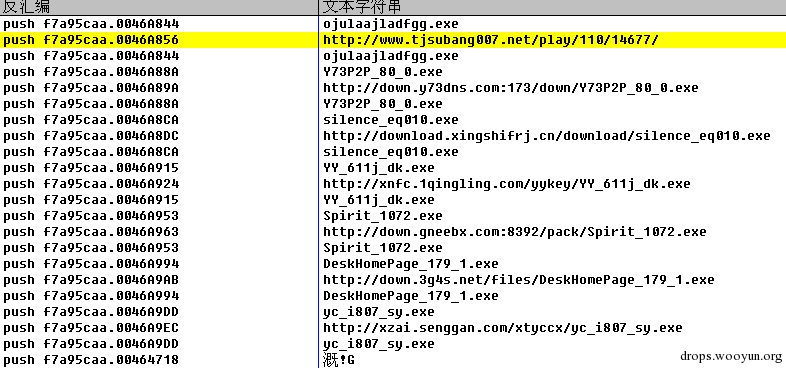 反汇编 文本字符串
push f7a95caa.0046A844 ojulaajladfgg.exe
push f7a95caa.0046A856 http://www.tjsubang007.net/play/110/14677/
push f7a95caa.0046A844 ojulaajladfgg.exe
push f7a95caa.0046A88A Y73P2P_80_0.exe
push f7a95caa.0046A89A http://down.y73dns.com:173/down/Y73P2P_80_0.exe
push f7a95caa.0046A88A Y73P2P_80_0.exe
push f7a95caa.0046A8CA silence_eq010.exe
push f7a95caa.0046A8DC http://download.xingshifrj.cn/download/silence_eq010.exe
push f7a95caa.0046A8CA silence_eq010.exe
push f7a95caa.0046A915 YY_611j_dk.exe
push f7a95caa.0046A924 http://xnfc.1qingling.com/yykey/YY_611j_dk.exe
push f7a95caa.0046A915 YY_611j_dk.exe
push f7a95caa.0046A953 Spirit_1072.exe
push f7a95caa.0046A963 http://down.gneebx.com:8392/pack/Spirit_1072.exe
push f7a95caa.0046A953 Spirit_1072.exe
push f7a95caa.0046A994 DeskHomePage_179_1.exe
push f7a95caa.0046A9AB http://down.3g4s.net/files/DeskHomePage_179_1.exe
push f7a95caa.0046A994 DeskHomePage_179_1.exe
push f7a95caa.0046A9DD yc_i807_sy.exe
push f7a95caa.0046A9EC http://xzai.senggan.com/xtyccx/yc_i807_sy.exe
push f7a95caa.0046A9DD yc_i807_sy.exe
push f7a95caa.00464718 溉!G
drops.wooyun.org